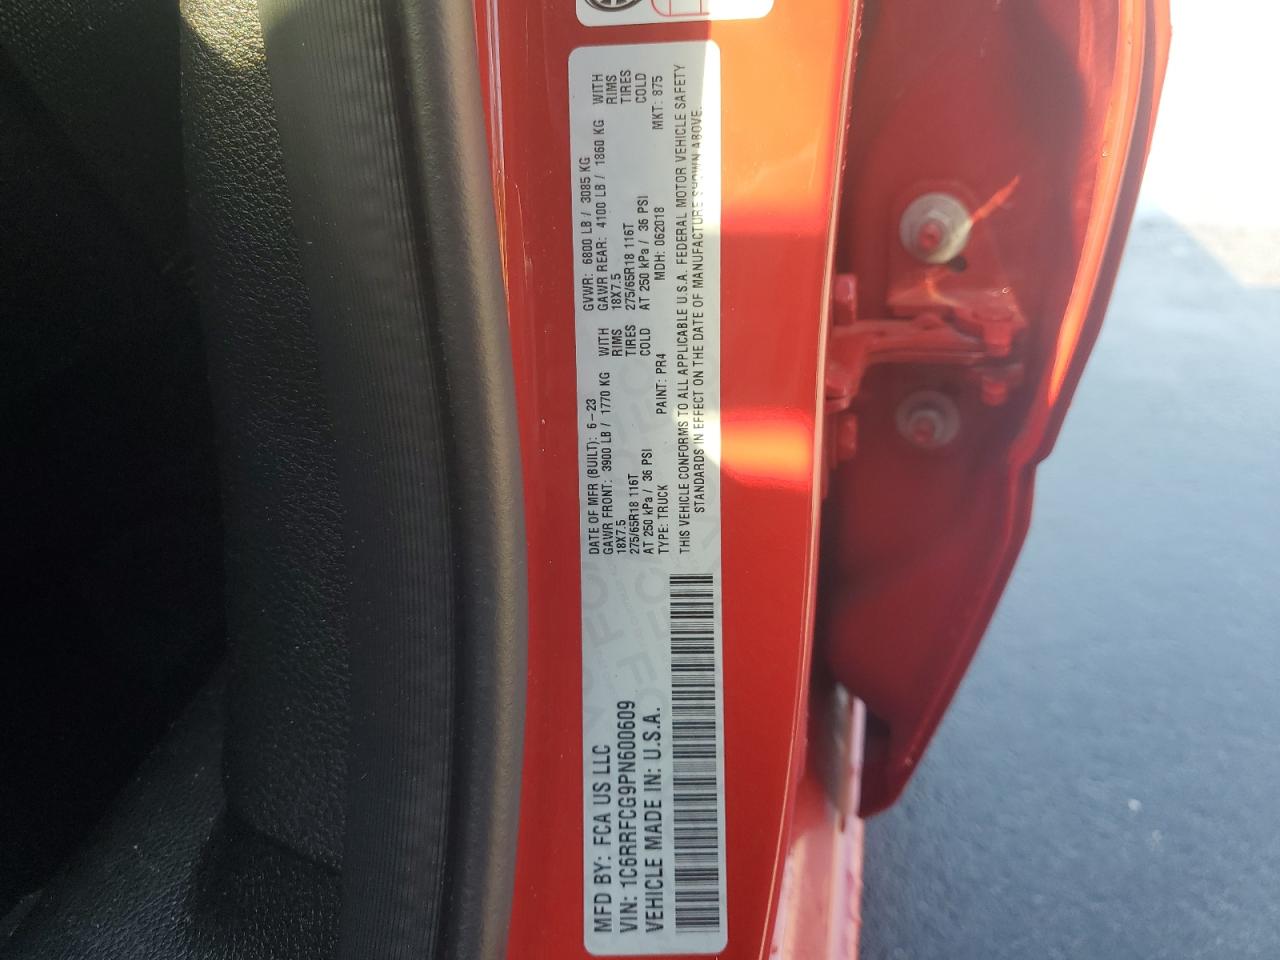 MFD BY: FCA US LLC
VIN: 1C6RRFCG9PN600609
VEHICLE MADE IN: U.S.A.
DATE OF MFR (BUILT): 6-23 GVWR: 6800 LB / 3085 KG
GAWR FRONT: 3900 LB / 1770 KG WITH GAWR REAR: 4100 LB / 1860 KG WITH
18X7.5 RIMS 18X7.5 RIMS
275/65R18 116T TIRES 275/65R18 116T TIRES
AT 250 kPa / 36 PSI COLD AT 250 kPa / 36 PSI COLD
TYPE: TRUCK PAINT: PR4 MDH: 062018 MKT: 875
THIS VEHICLE CONFORMS TO ALL APPLICABLE U.S.A. FEDERAL MOTOR VEHICLE SAFETY
STANDARDS IN EFFECT ON THE DATE OF MANUFACTURE SHOWN ABOVE.